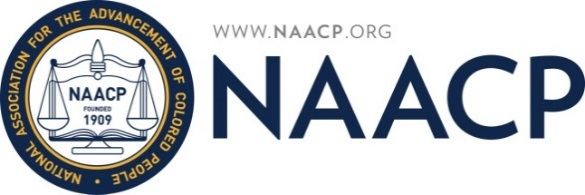 NATIONAL ASSOCIATION FOR THE ADVANCEMENT OF COLORED PEOPLE
NAACP
FOUNDED
1909
WWW.NAACP.ORG
NAACP